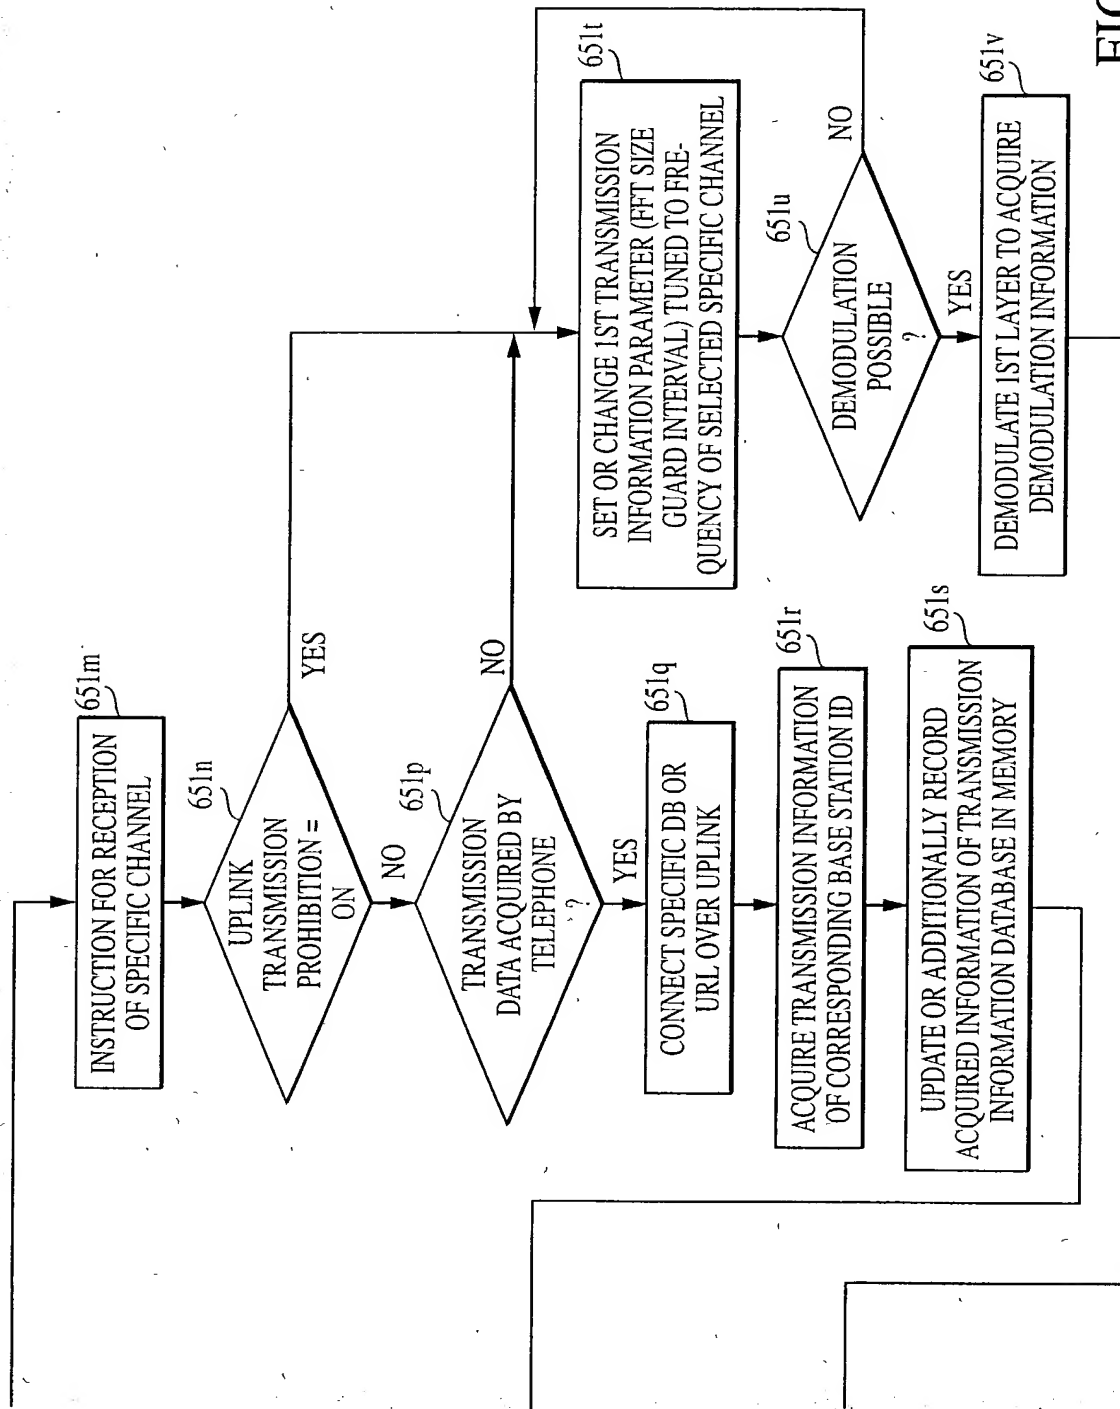 651m
INSTRUCTION FOR RECEPTION
OF SPECIFIC CHANNEL
651n
UPLINK
TRANSMISSION
PROHIBITION =
ON
YES
NO
651p
TRANSMISSION
DATA ACQUIRED BY
TELEPHONE
?
NO
YES
651q
CONNECT SPECIFIC DB OR
URL OVER UPLINK
651r
ACQUIRE TRANSMISSION INFORMATION
OF CORRESPONDING BASE STATION ID
651s
UPDATE OR ADDITIONALLY RECORD
ACQUIRED INFORMATION OF TRANSMISSION
INFORMATION DATABASE IN MEMORY
651t
SET OR CHANGE 1ST TRANSMISSION
INFORMATION PARAMETER (FFT SIZE
GUARD INTERVAL) TUNED TO FRE-
QUENCY OF SELECTED SPECIFIC CHANNEL
651u
DEMODULATION
POSSIBLE
?
NO
YES
651v
DEMODULATE 1ST LAYER TO ACQUIRE
DEMODULATION INFORMATION